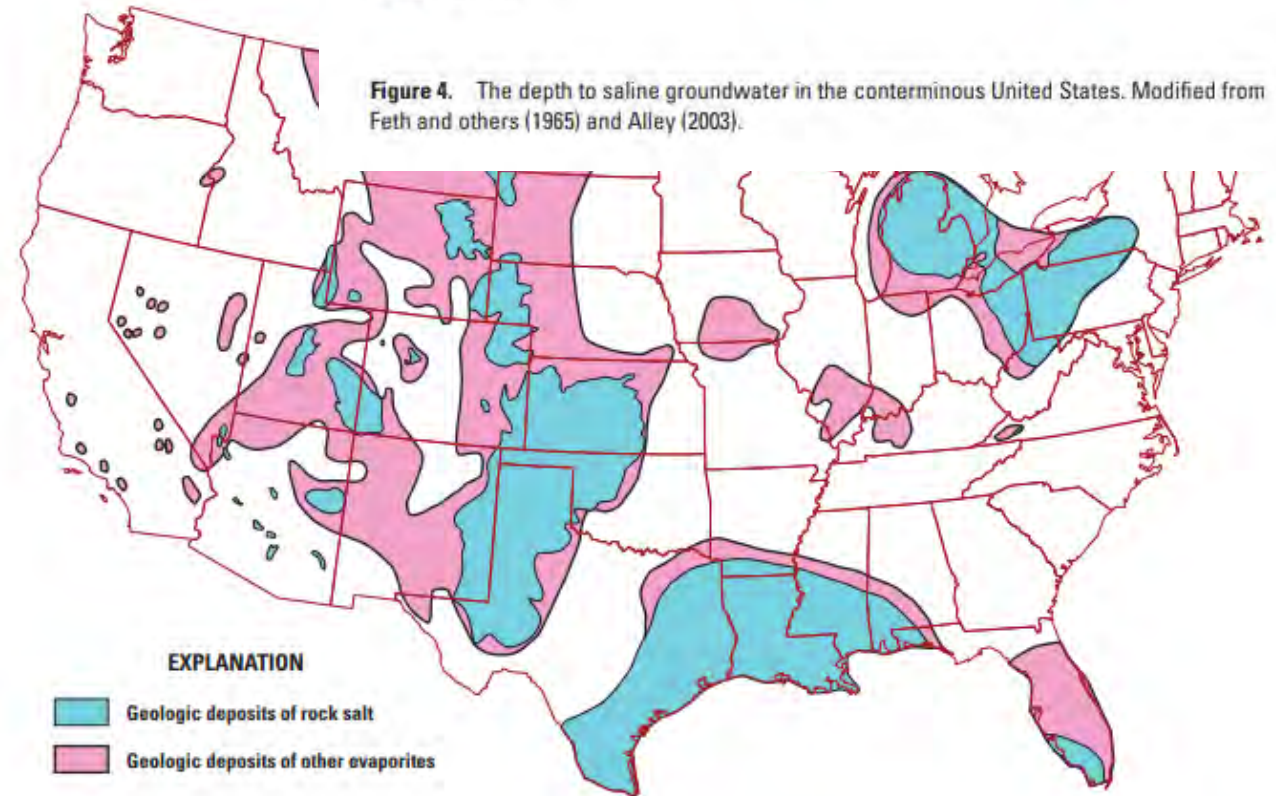 Figure 4. The depth to saline groundwater in the conterminous United States. Modified from
Feth and others (1965) and Alley (2003).
EXPLANATION
Geologic deposits of rock salt
Geologic deposits of other evaporites